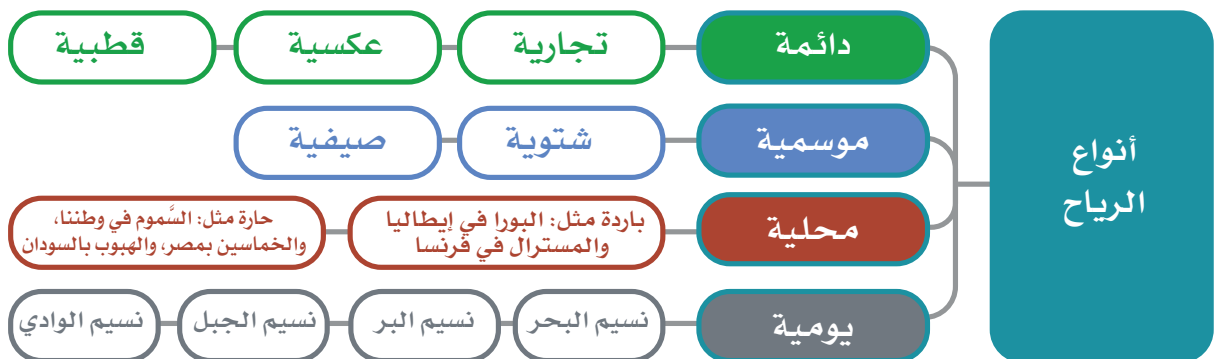 أنواع
الرياح
دائمة
تجارية
عكسية
قطبية
موسمية
شتوية
صيفية
محلية
باردة مثل: البورا في إيطاليا
والمسترال في فرنسا
حارة مثل: السَّموم في وطننا،
والخماسين بمصر، والهبوب بالسودان
يومية
نسيم البحر
نسيم البر
نسيم الجبل
نسيم الوادي